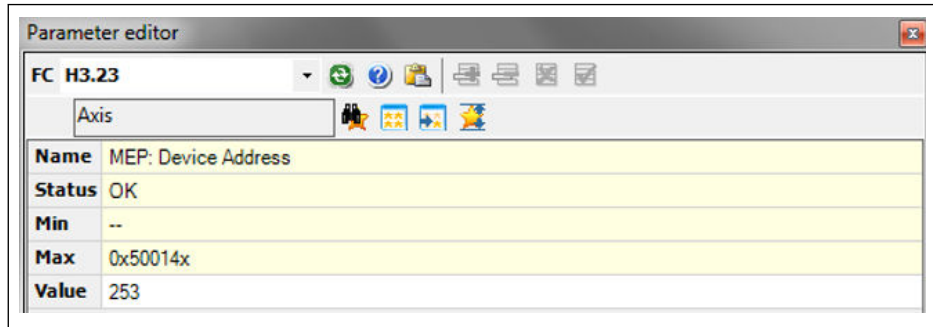 Parameter editor
FC H3.23
Axis
Name MEP: Device Address
Status OK
Min --
Max 0x50014x
Value 253